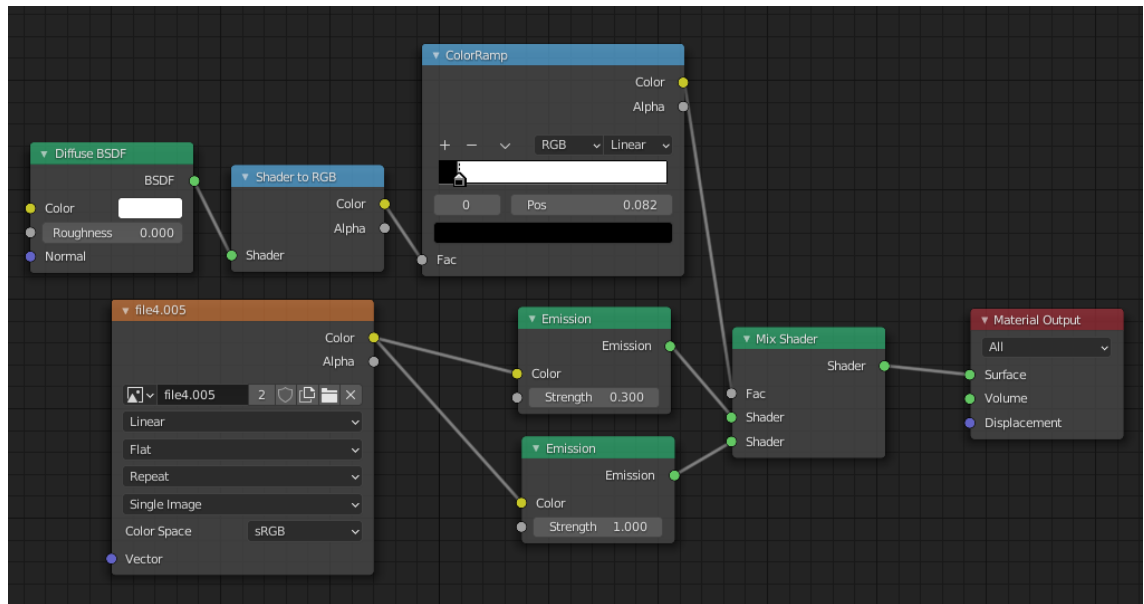 ColorRamp
Color
Alpha
RGB Linear
0 Pos 0.082
Fac
Diffuse BSDF
BSDF
Color
Roughness 0.000
Normal
Shader to RGB
Color
Alpha
Shader
file4.005
Color
Alpha
file4.005 2
Linear
Flat
Repeat
Single Image
Color Space sRGB
Vector
Emission
Emission
Color
Strength 0.300
Emission
Emission
Color
Strength 1.000
Mix Shader
Shader
Fac
Shader
Shader
Material Output
All
Surface
Volume
Displacement